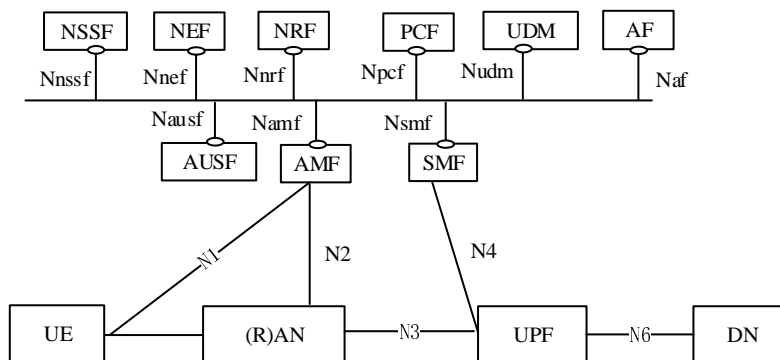 NSSF NEF NRF PCF UDM AF
Nnssf Nnef Nnrf Npcf Nudm Naf
Nausf Namf Nsmf
AUSF AMF SMF
N1 N2 N4
UE (R)AN N3 UPF N6 DN